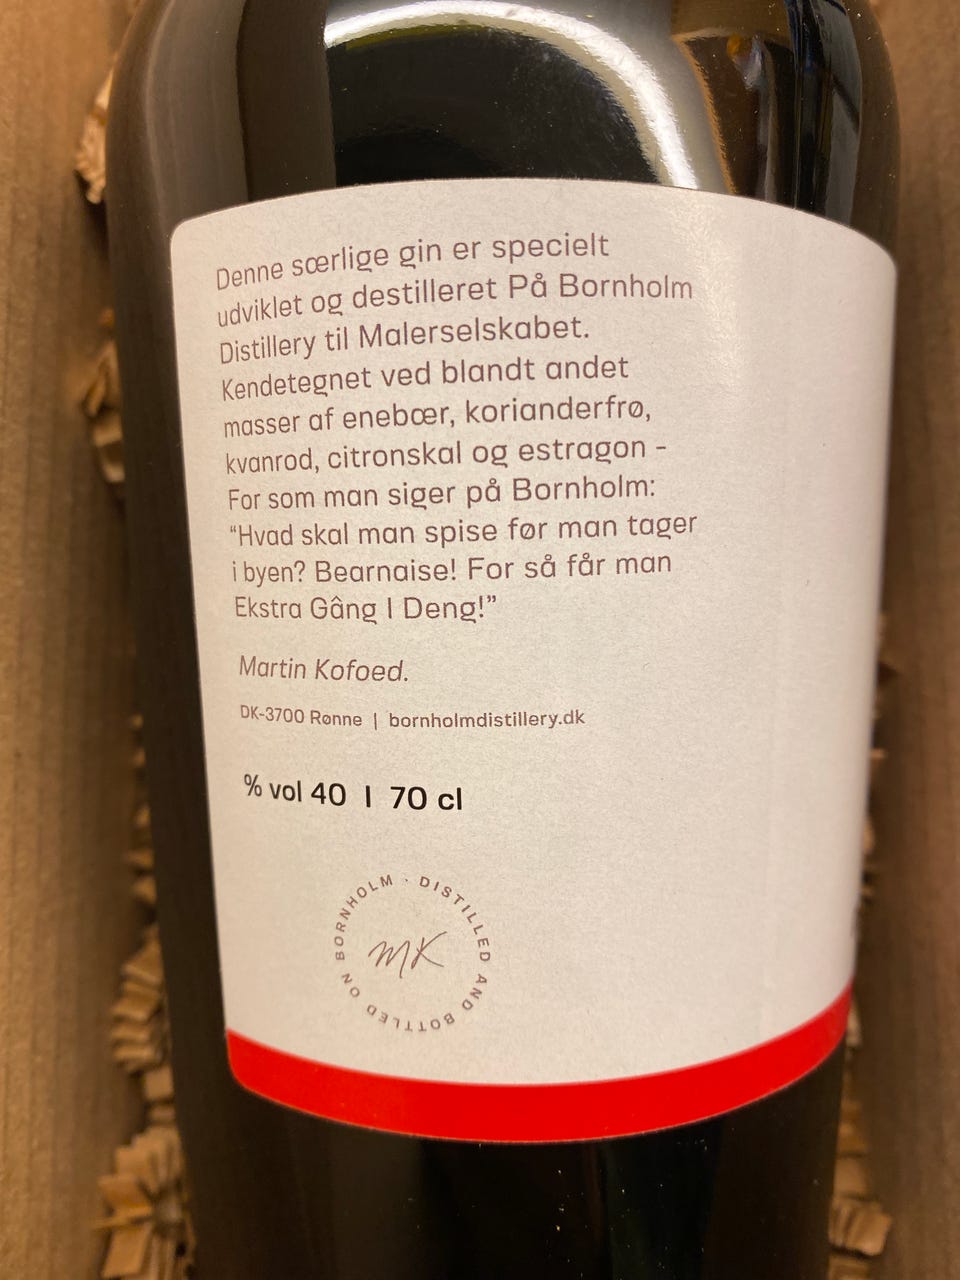 Denne særlige gin er specielt
udviklet og destilleret På Bornholm
Distillery til Malerselskabet.
Kendetegnet ved blandt andet
masser af enebær, korianderfrø,
kvanrod, citronskal og estragon -
For som man siger på Bornholm:
“Hvad skal man spise før man tager
i byen? Bearnaise! For så får man
Ekstra Gâng I Deng!”
Martin Kofoed.
DK-3700 Rønne | bornholmdistillery.dk
% vol 40 I 70 cl
DISTILLED AND BOTTLED ON BORNHOLM ·
MK